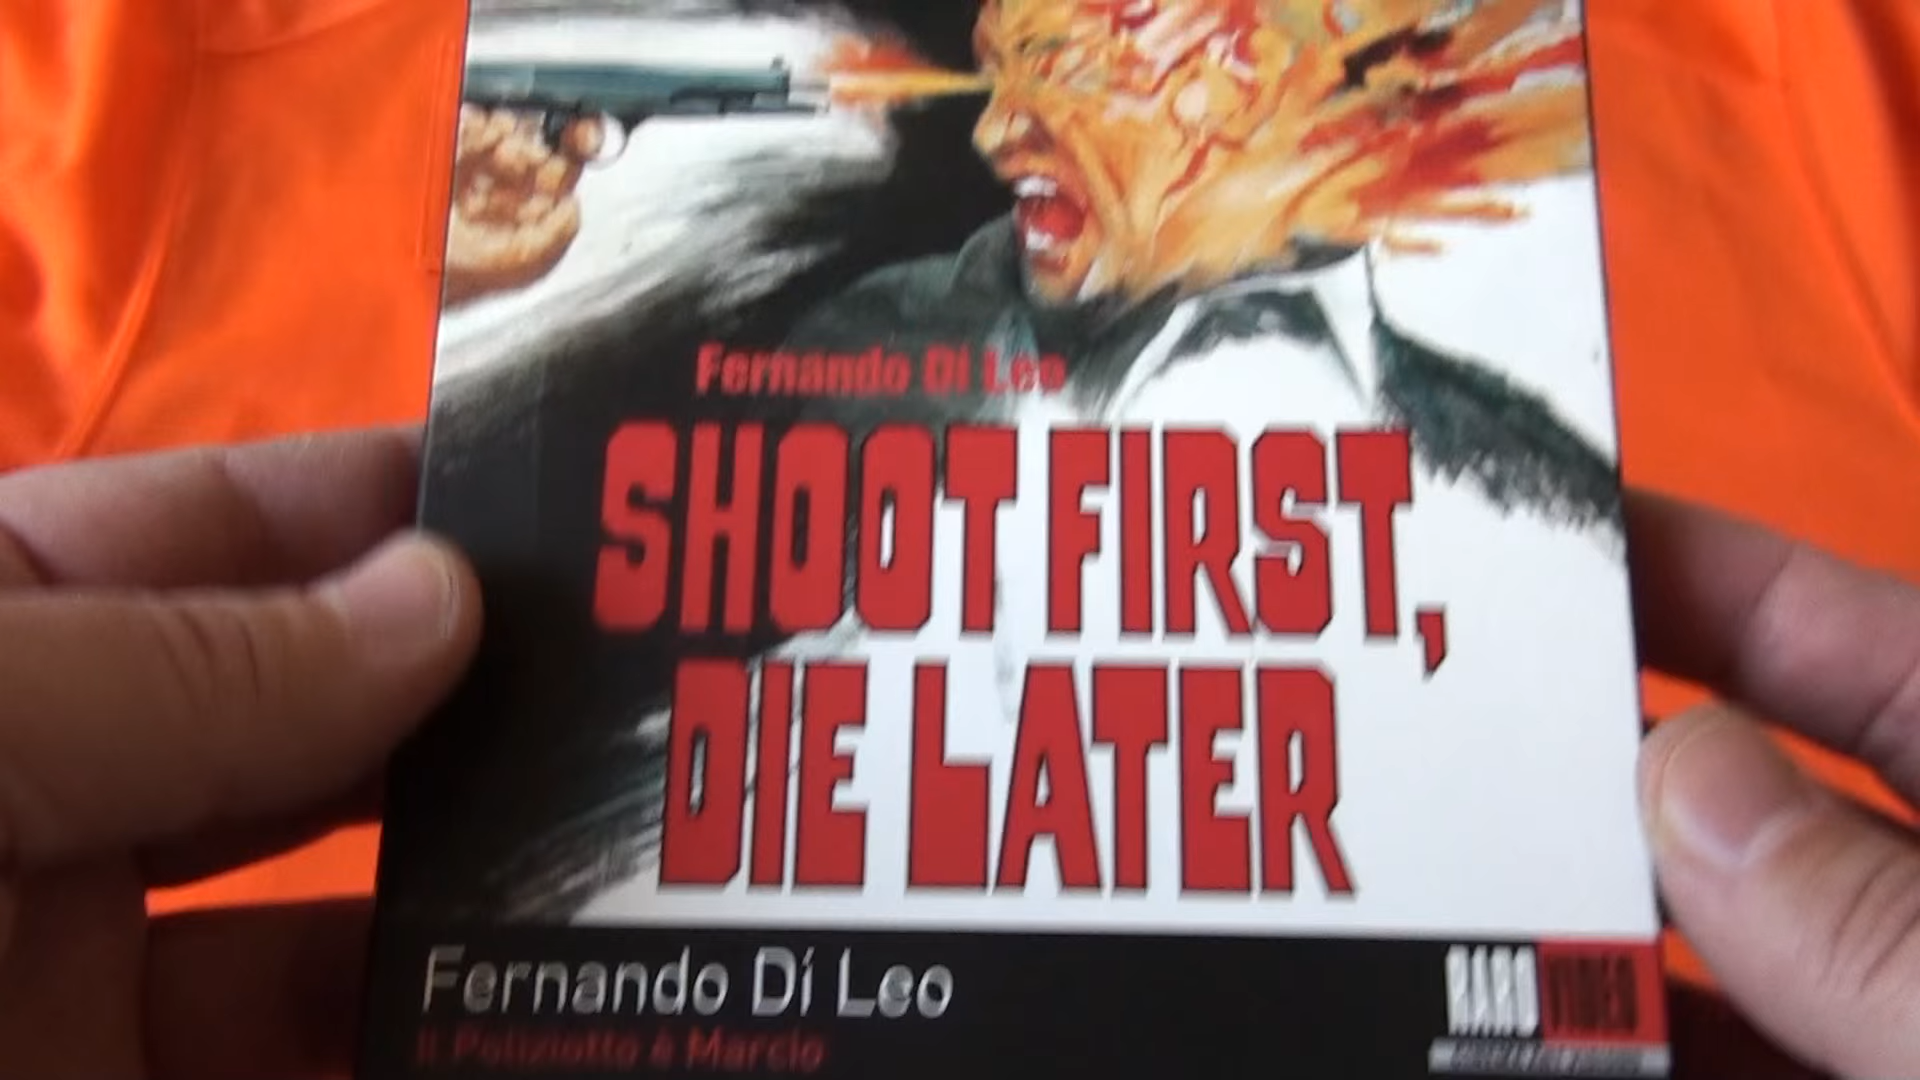 Fernando Di Leo
SHOOT FIRST,
DIE LATER
Fernando Di Leo
Il Poliziotto è Marcio
RARO VIDEO